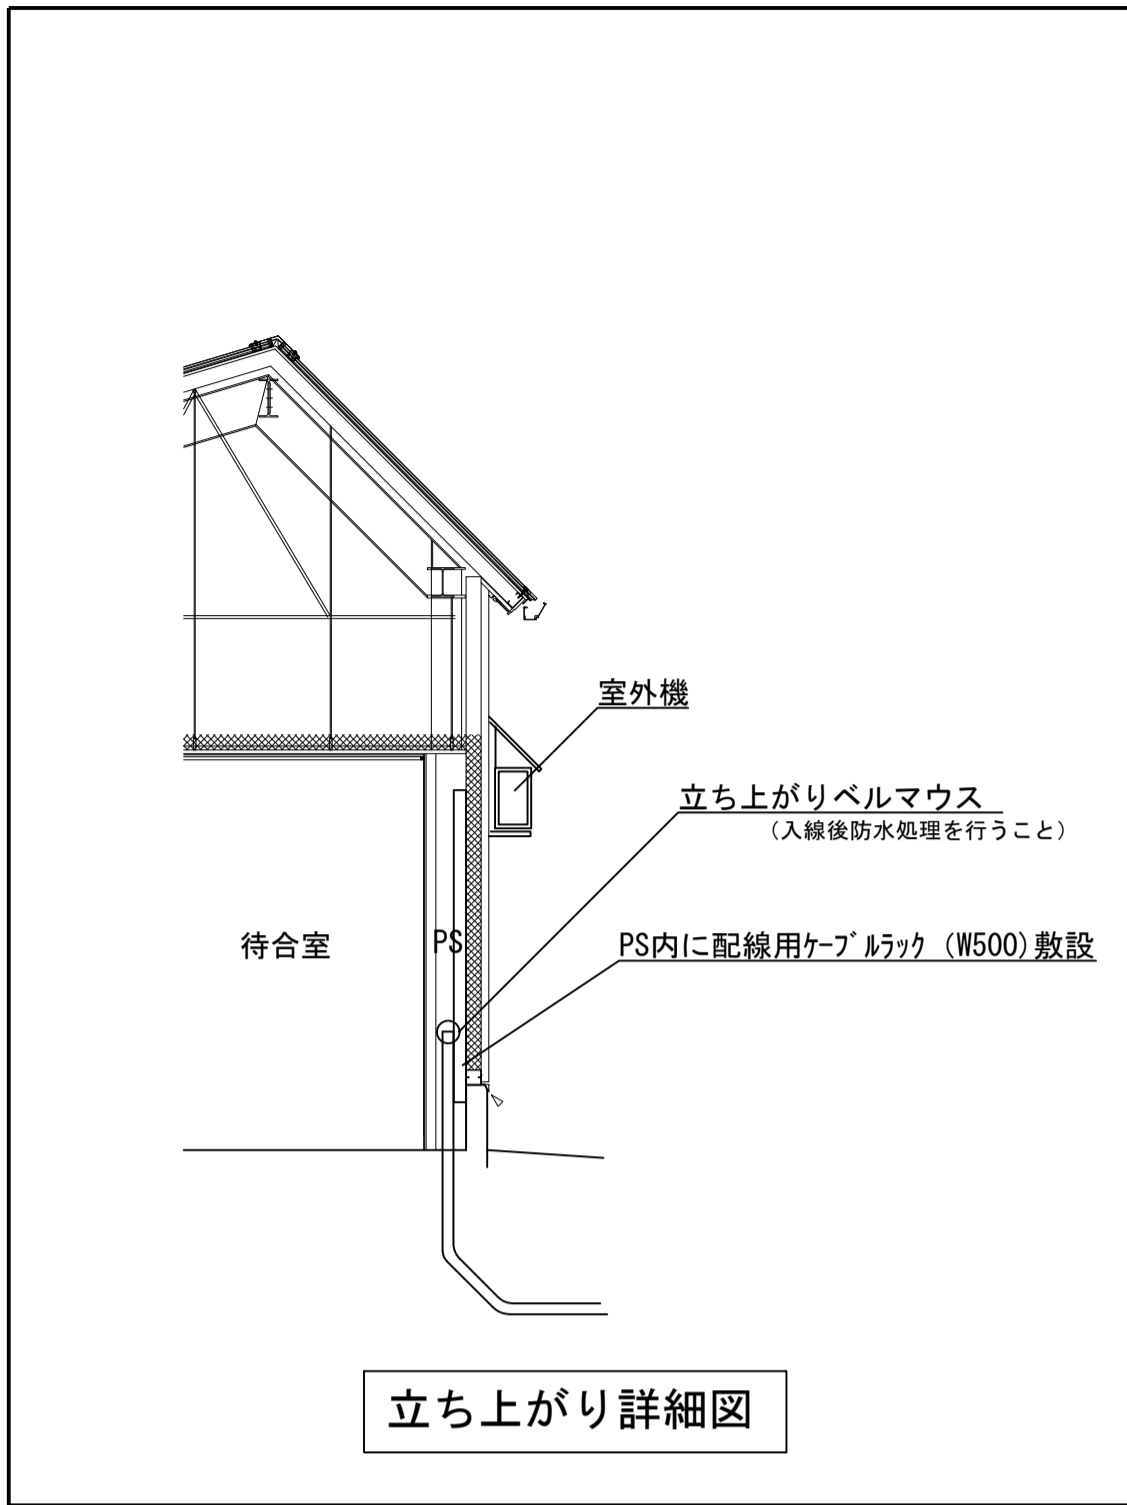 室外機
立ち上がりベルマウス
（入線後防水処理を行うこと）
待合室
PS
PS内に配線用ｹｰﾌﾞﾙﾗｯｸ (W500)敷設
立ち上がり詳細図